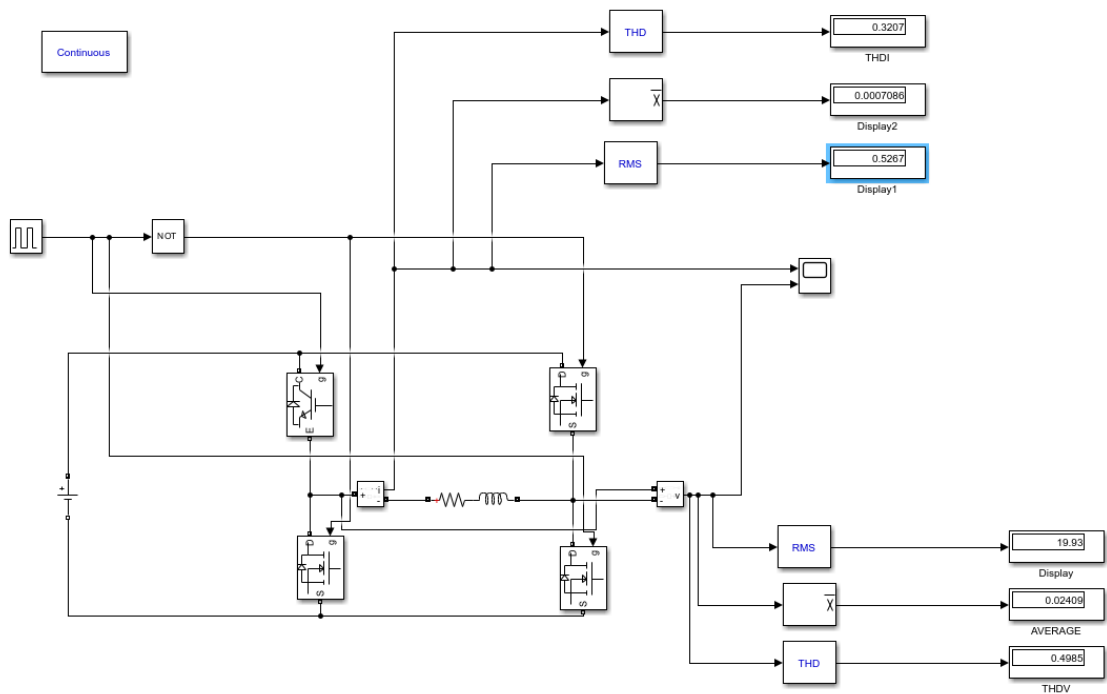 Continuous
THD
0.3207
THDI
x
0.0007086
Display2
RMS
0.5267
Display1
NOT
C
g
E
D
g
S
+
i
+
-
+
-
v
D
g
S
D
g
S
RMS
19.93
Display
x
0.02409
AVERAGE
THD
0.4985
THDV